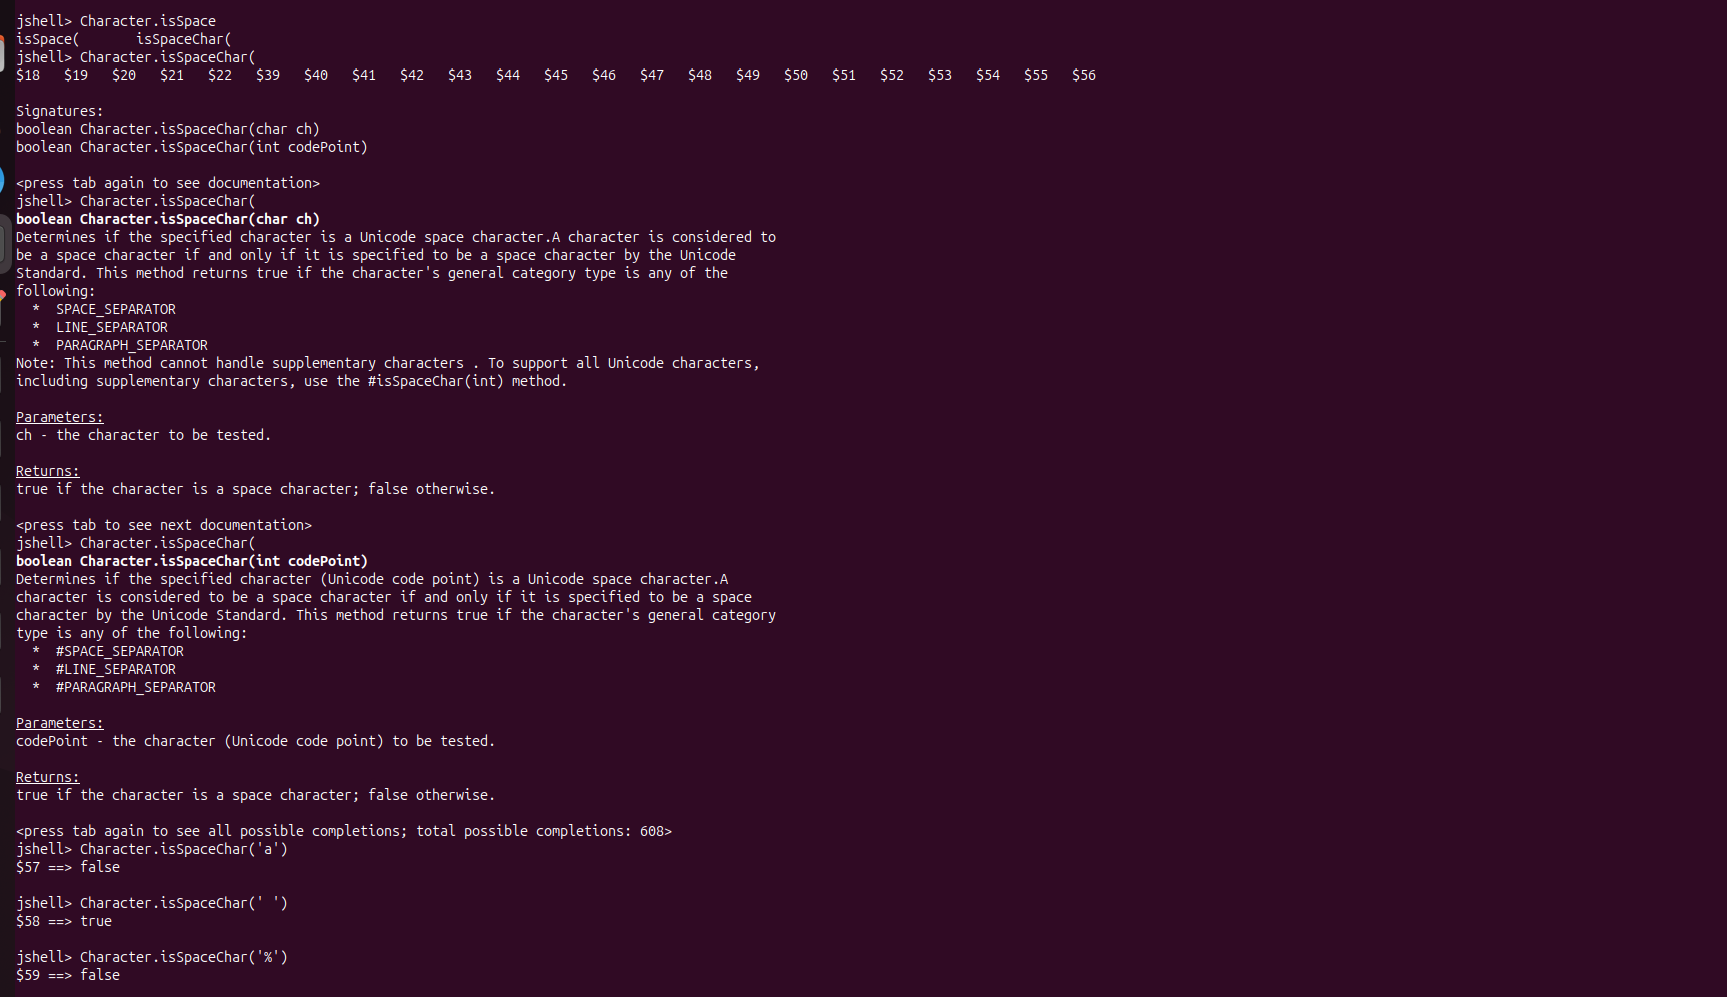 jshell> Character.isSpace
isSpace(       isSpaceChar(
jshell> Character.isSpaceChar(
$18   $19   $20   $21   $22   $39   $40   $41   $42   $43   $44   $45   $46   $47   $48   $49   $50   $51   $52   $53   $54   $55   $56
Signatures:
boolean Character.isSpaceChar(char ch)
boolean Character.isSpaceChar(int codePoint)
<press tab again to see documentation>
jshell> Character.isSpaceChar(
boolean Character.isSpaceChar(char ch)
Determines if the specified character is a Unicode space character.A character is considered to
be a space character if and only if it is specified to be a space character by the Unicode
Standard. This method returns true if the character's general category type is any of the
following:
  *  SPACE_SEPARATOR
  *  LINE_SEPARATOR
  *  PARAGRAPH_SEPARATOR
Note: This method cannot handle supplementary characters . To support all Unicode characters,
including supplementary characters, use the #isSpaceChar(int) method.
Parameters:
ch - the character to be tested.
Returns:
true if the character is a space character; false otherwise.
<press tab to see next documentation>
jshell> Character.isSpaceChar(
boolean Character.isSpaceChar(int codePoint)
Determines if the specified character (Unicode code point) is a Unicode space character.A
character is considered to be a space character if and only if it is specified to be a space
character by the Unicode Standard. This method returns true if the character's general category
type is any of the following:
  *  #SPACE_SEPARATOR
  *  #LINE_SEPARATOR
  *  #PARAGRAPH_SEPARATOR
Parameters:
codePoint - the character (Unicode code point) to be tested.
Returns:
true if the character is a space character; false otherwise.
<press tab again to see all possible completions; total possible completions: 608>
jshell> Character.isSpaceChar('a')
$57 ==> false
jshell> Character.isSpaceChar(' ')
$58 ==> true
jshell> Character.isSpaceChar('%')
$59 ==> false